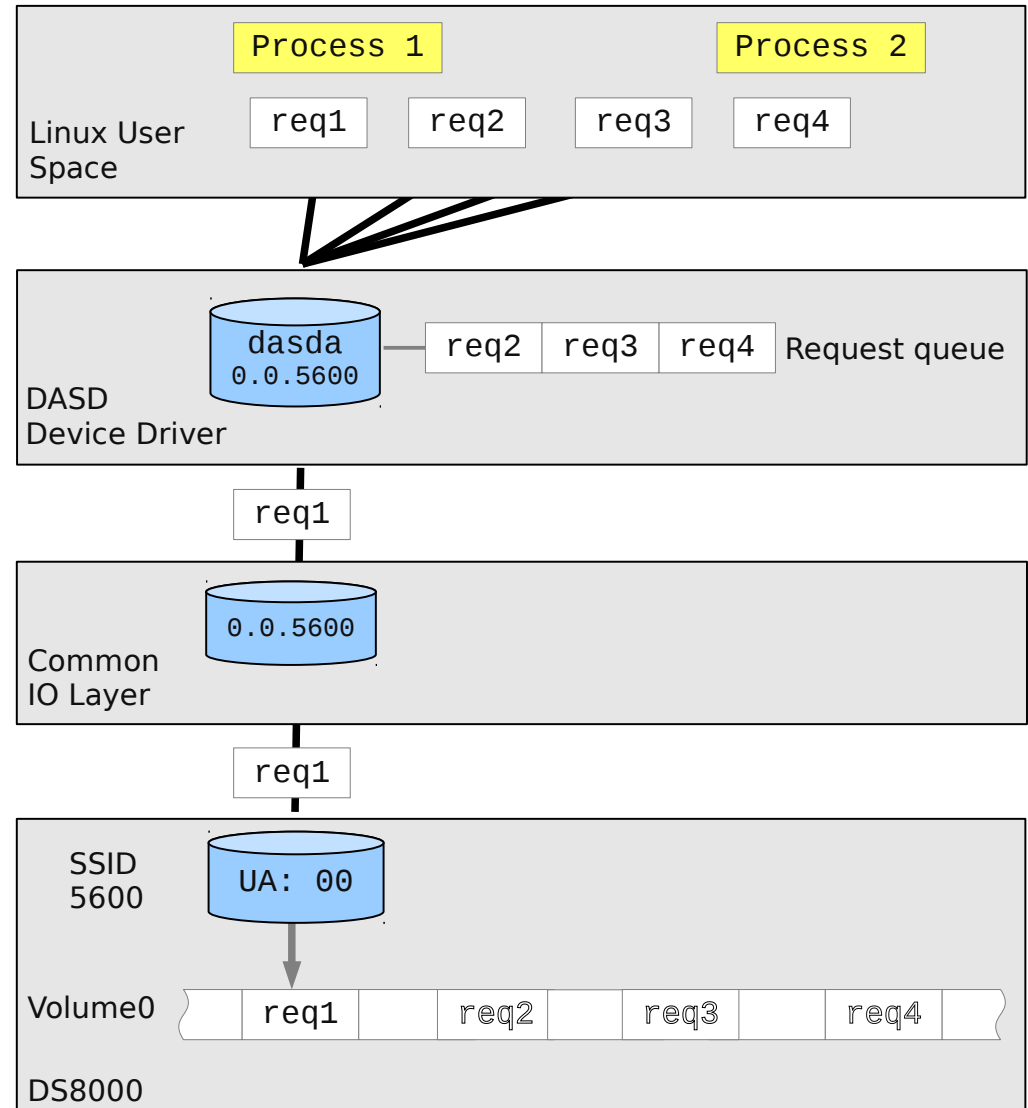 Process 1
Process 2
req1
req2
req3
req4
Linux User
Space
dasda
0.0.5600
req2
req3
req4
Request queue
DASD
Device Driver
req1
0.0.5600
Common
IO Layer
req1
SSID
5600
UA: 00
Volume0
req1
req2
req3
req4
DS8000